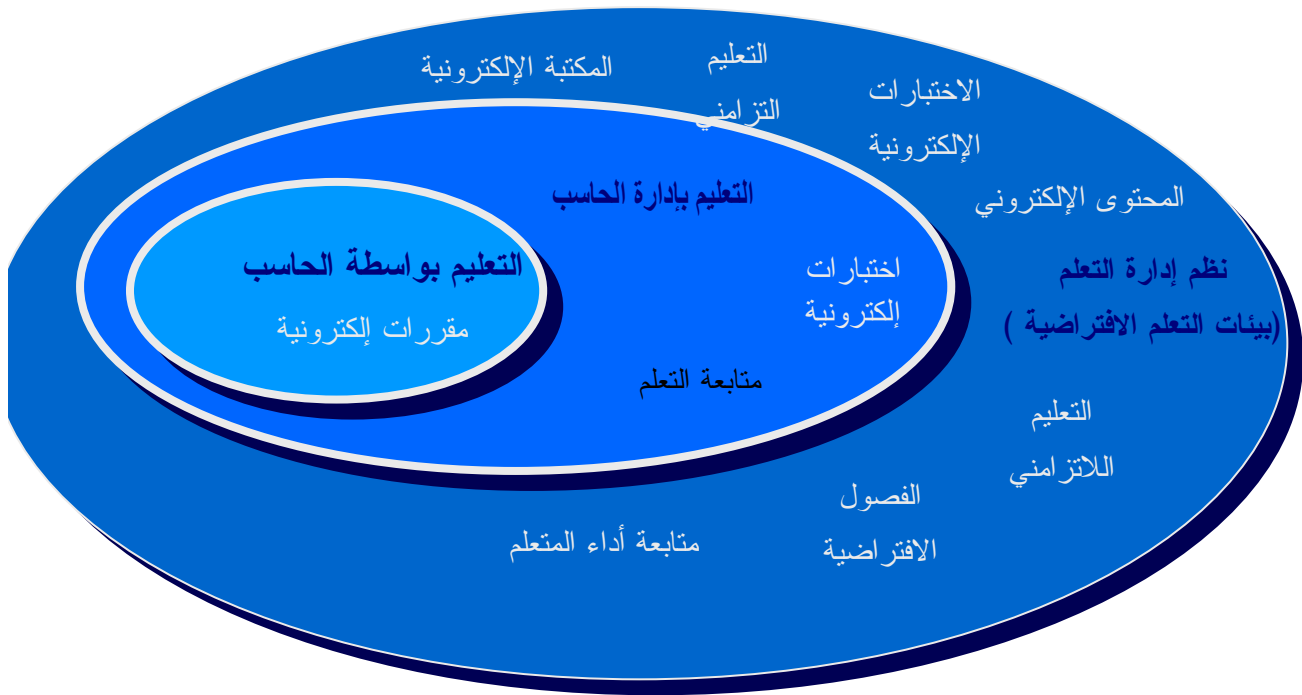 المكتبة الإلكترونية
التعليم
التزامني
الاختبارات
الإلكترونية
المحتوى الإلكتروني
نظم إدارة التعلم
(بيئات التعلم الافتراضية )
التعليم
اللاتزامني
الفصول
الافتراضية
متابعة أداء المتعلم
التعليم بإدارة الحاسب
اختبارات
إلكترونية
متابعة التعلم
التعليم بواسطة الحاسب
مقررات إلكترونية